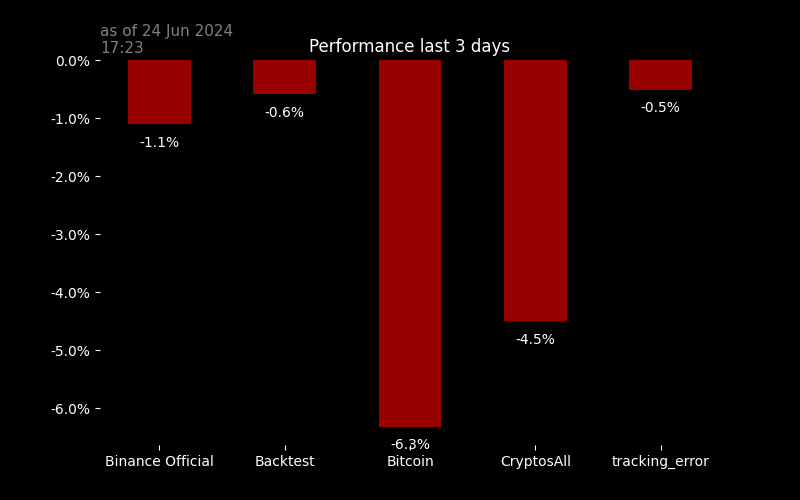 as of 24 Jun 2024
17:23
Performance last 3 days
0.0%
-1.0%
-2.0%
-3.0%
-4.0%
-5.0%
-6.0%
-1.1%
-0.6%
-6.3%
-4.5%
-0.5%
Binance Official
Backtest
Bitcoin
CryptosAll
tracking_error